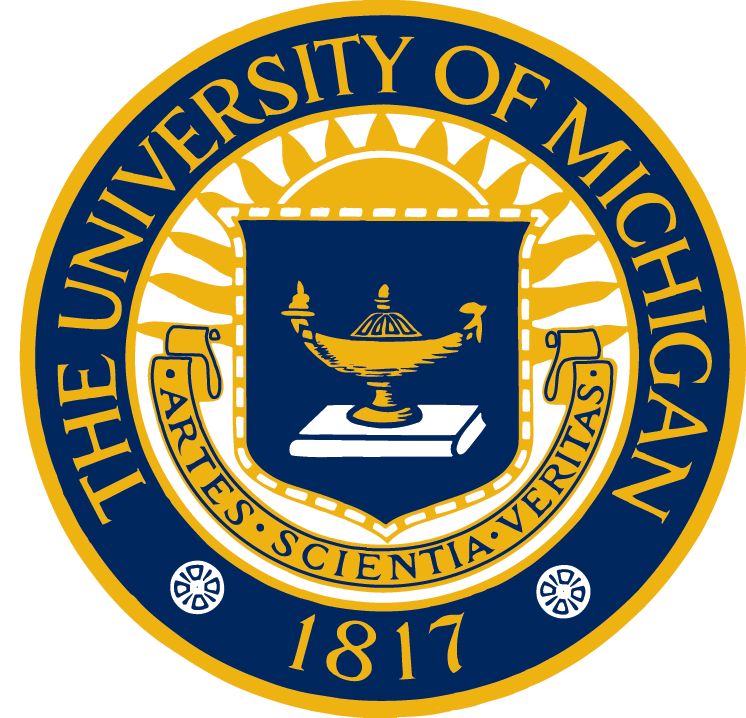 THE UNIVERSITY OF MICHIGAN
ARTES · SCIENTIA · VERITAS
1817